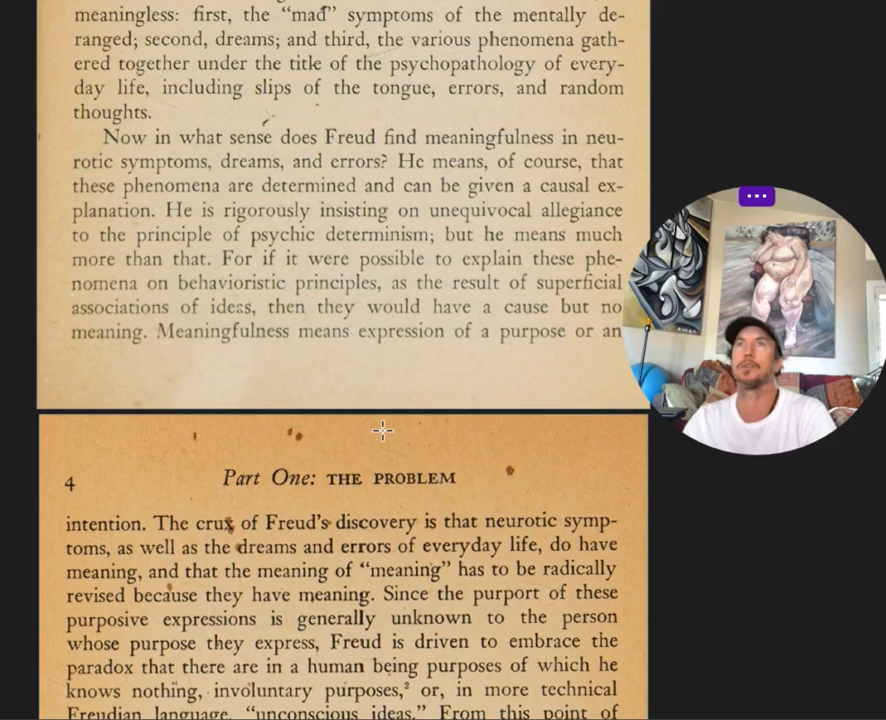 meaningless: first, the “mad” symptoms of the mentally de-
ranged; second, dreams; and third, the various phenomena gath-
ered together under the title of the psychopathology of every-
day life, including slips of the tongue, errors, and random
thoughts.
Now in what sense does Freud find meaningfulness in neu-
rotic symptoms, dreams, and errors? He means, of course, that
these phenomena are determined and can be given a causal ex-
planation. He is rigorously insisting on unequivocal allegiance
to the principle of psychic determinism; but he means much
more than that. For if it were possible to explain these phe-
nomena on behavioristic principles, as the result of superficial
associations of ideas, then they would have a cause but no
meaning. Meaningfulness means expression of a purpose or an
4 Part One: THE PROBLEM
intention. The crux of Freud’s discovery is that neurotic symp-
toms, as well as the dreams and errors of everyday life, do have
meaning, and that the meaning of “meaning” has to be radically
revised because they have meaning. Since the purport of these
purposive expressions is generally unknown to the person
whose purpose they express, Freud is driven to embrace the
paradox that there are in a human being purposes of which he
knows nothing, involuntary purposes,² or, in more technical
Freudian language, “unconscious ideas.” From this point of